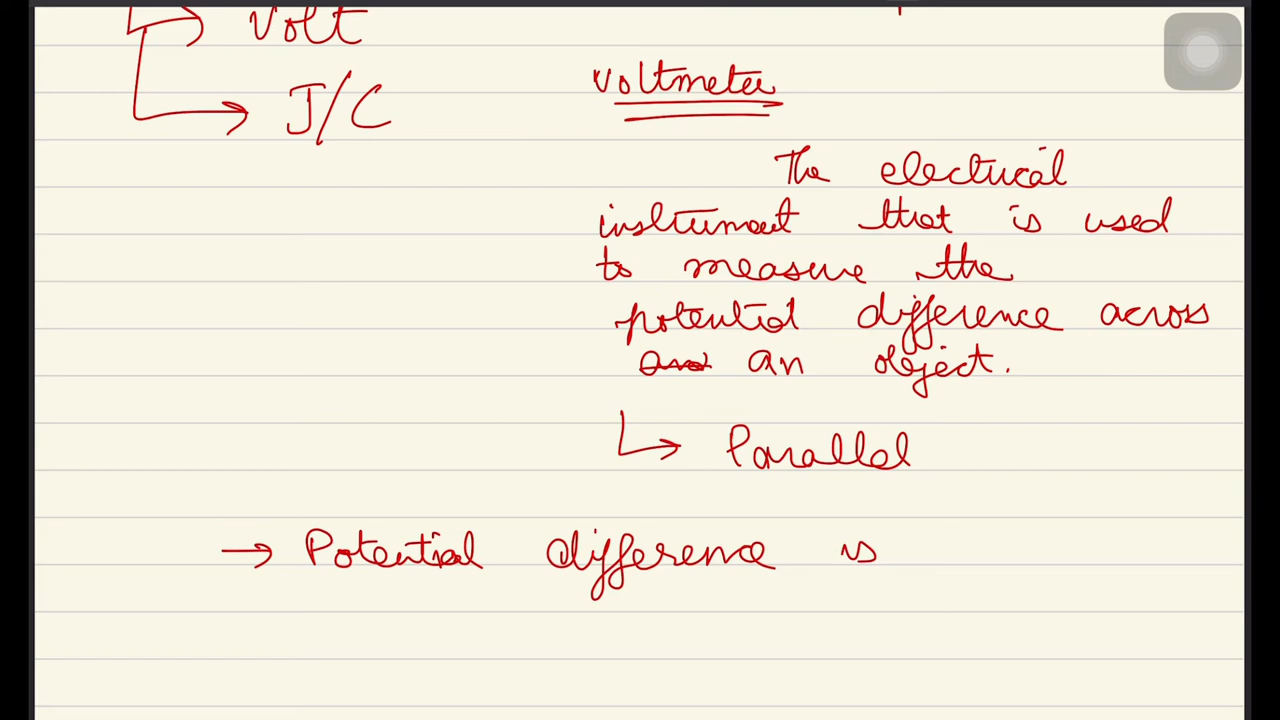 Volt
J/C
Voltmeter
The electrical
instrument that is used
to measure the
potential difference across
an object.
Parallel
→ Potential difference is